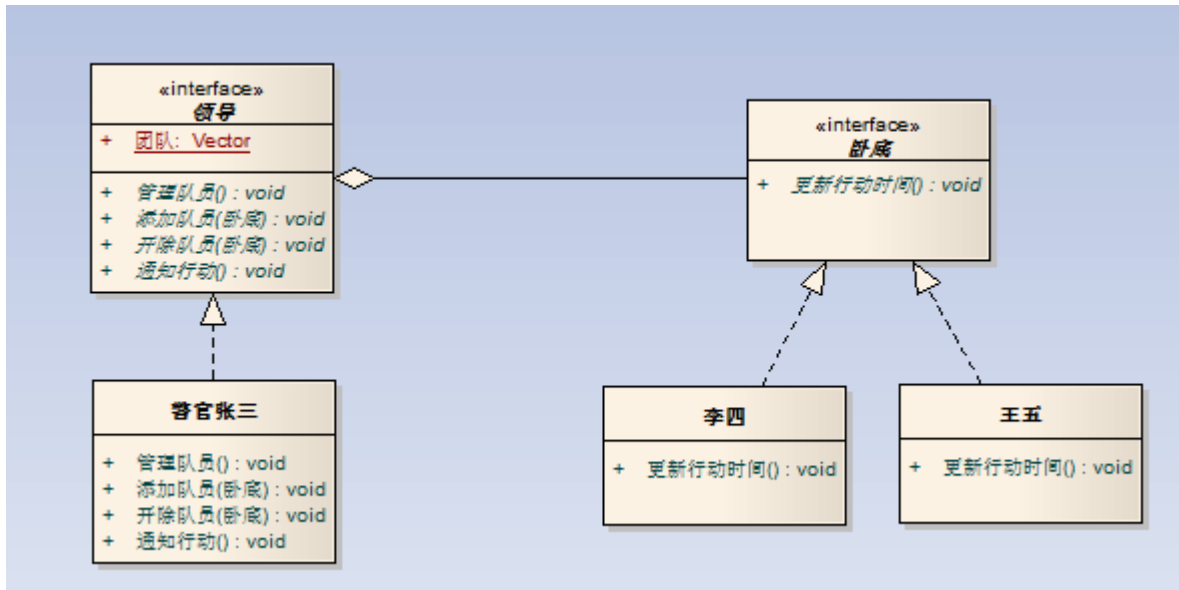 «interface»
领导
+ 团队: Vector
+ 管理队员() : void
+ 添加队员(卧底) : void
+ 开除队员(卧底) : void
+ 通知行动() : void
«interface»
卧底
+ 更新行动时间() : void
警官张三
+ 管理队员() : void
+ 添加队员(卧底) : void
+ 开除队员(卧底) : void
+ 通知行动() : void
李四
+ 更新行动时间() : void
王五
+ 更新行动时间() : void